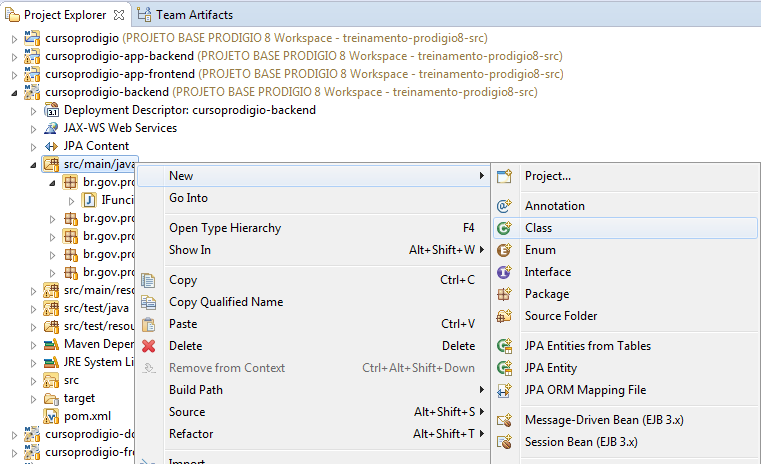 Project Explorer
Team Artifacts
cursoprodigio (PROJETO BASE PRODIGIO 8 Workspace - treinamento-prodigio8-src)
cursoprodigio-app-backend (PROJETO BASE PRODIGIO 8 Workspace - treinamento-prodigio8-src)
cursoprodigio-app-frontend (PROJETO BASE PRODIGIO 8 Workspace - treinamento-prodigio8-src)
cursoprodigio-backend (PROJETO BASE PRODIGIO 8 Workspace - treinamento-prodigio8-src)
Deployment Descriptor: cursoprodigio-backend
JAX-WS Web Services
JPA Content
src/main/java
br.gov.pro
IFunci
br.gov.pro
br.gov.pro
br.gov.pro
br.gov.pro
src/main/reso
src/test/java
src/test/resou
Maven Depen
JRE System Li
src
target
pom.xml
cursoprodigio-do
cursoprodigio-fro
New
Go Into
Open Type Hierarchy F4
Show In Alt+Shift+W
Copy Ctrl+C
Copy Qualified Name
Paste Ctrl+V
Delete Delete
Remove from Context Ctrl+Alt+Shift+Down
Build Path
Source Alt+Shift+S
Refactor Alt+Shift+T
Import
Project...
Annotation
Class
Enum
Interface
Package
Source Folder
JPA Entities from Tables
JPA Entity
JPA ORM Mapping File
Message-Driven Bean (EJB 3.x)
Session Bean (EJB 3.x)